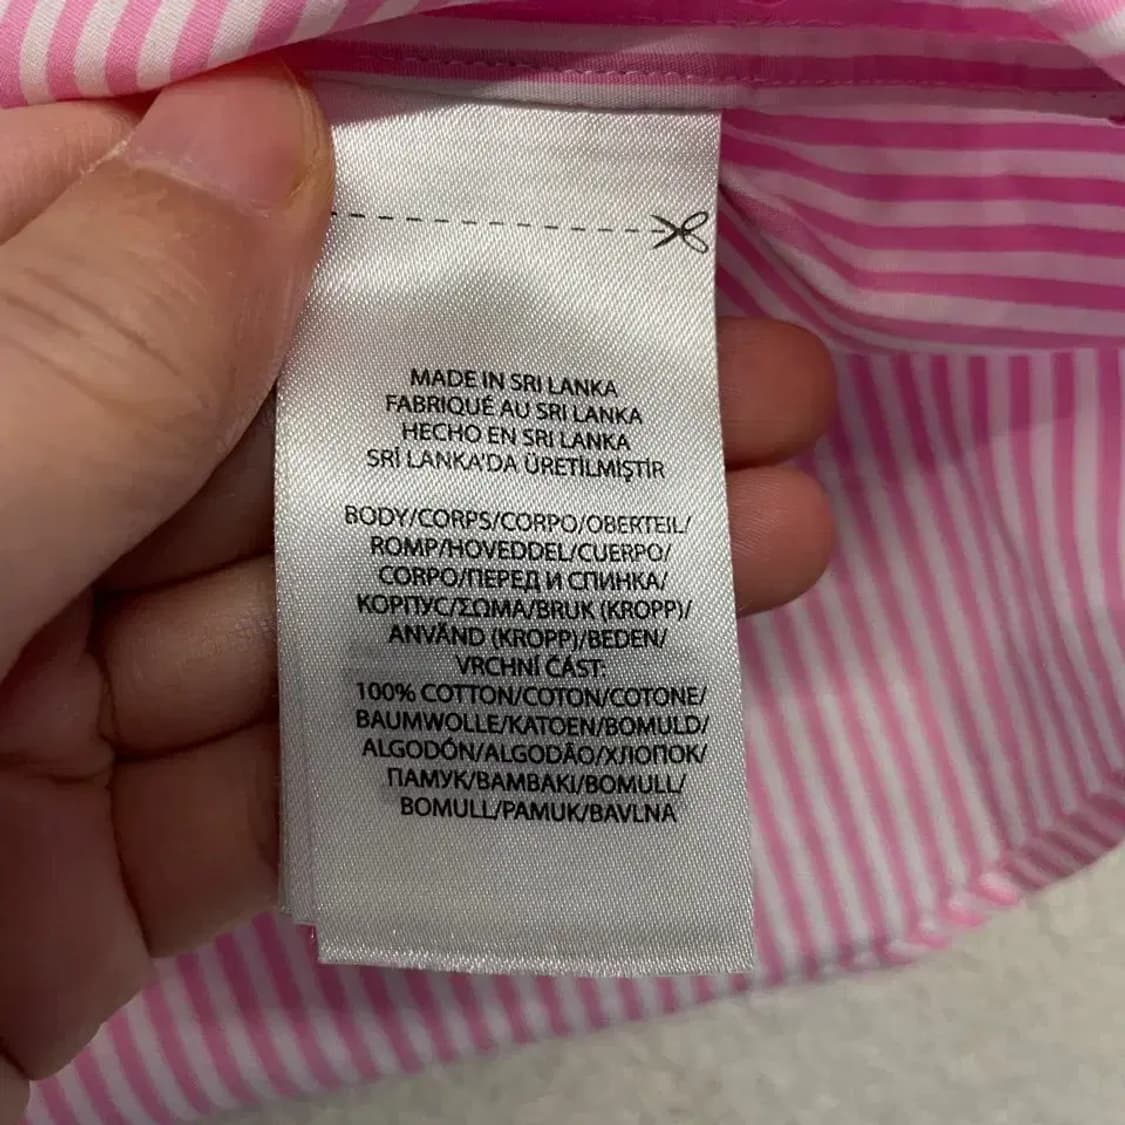 MADE IN SRI LANKA
FABRIQUÉ AU SRI LANKA
HECHO EN SRI LANKA
SRİ LANKA'DA ÜRETİLMİŞTİR
BODY/CORPS/CORPO/OBERTEIL/
ROMP/HOVEDDEL/CUERPO/
CORPO/ПЕРЕД И СПИНКА/
КОРПУС/ΣΩΜΑ/BRUK (KROPP)/
ANVÄND (KROPP)/BEDEN/
VRCHNÍ ČÁST:
100% COTTON/COTON/COTONE/
BAUMWOLLE/KATOEN/BOMULD/
ALGODÓN/ALGODÃO/ХЛОПОК/
ПАМУК/ΒΑΜΒΑΚΙ/BOMULL/
BOMULL/PAMUK/BAVLNA